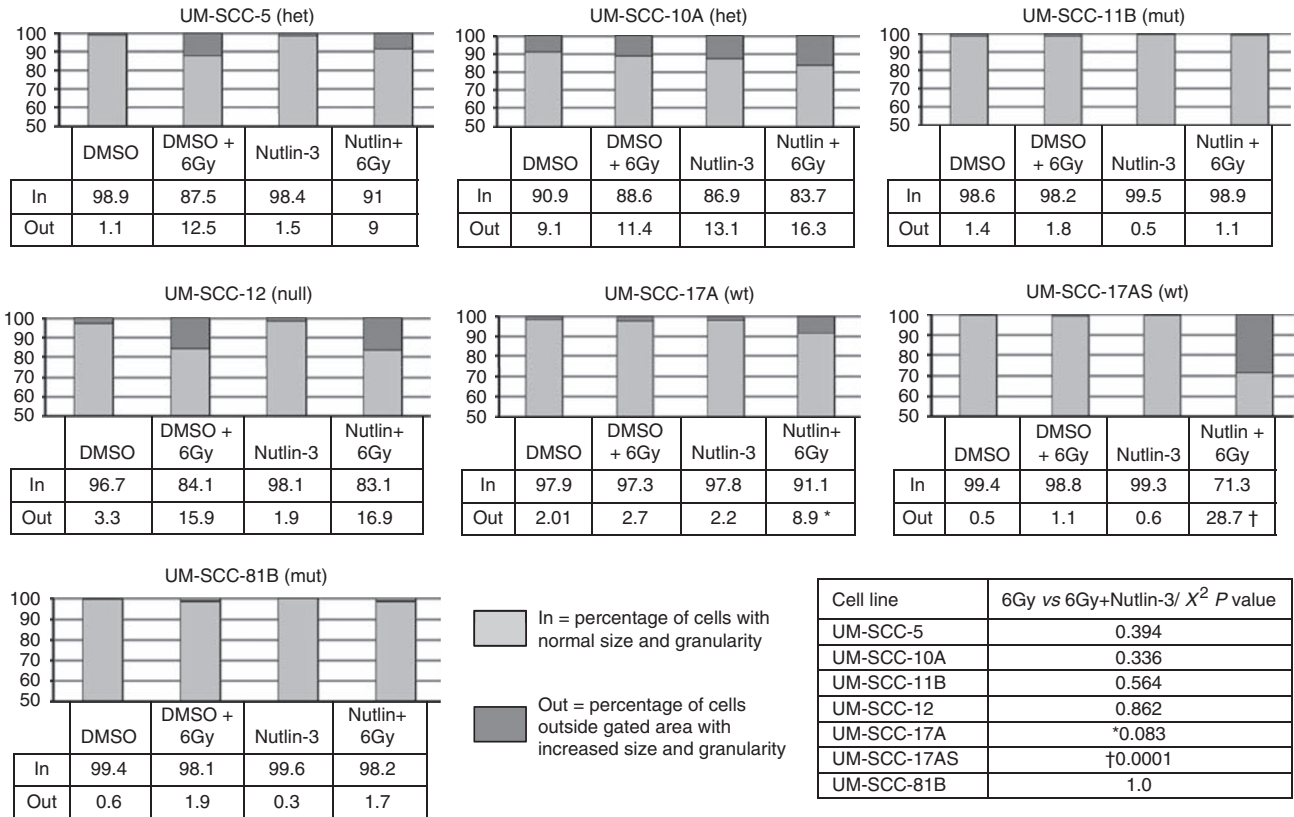 UM-SCC-5 (het)
100
90
80
70
60
50
DMSO DMSO + 6Gy Nutlin-3 Nutlin+ 6Gy
In 98.9 87.5 98.4 91
Out 1.1 12.5 1.5 9
UM-SCC-10A (het)
100
90
80
70
60
50
DMSO DMSO + 6Gy Nutlin-3 Nutlin + 6Gy
In 90.9 88.6 86.9 83.7
Out 9.1 11.4 13.1 16.3
UM-SCC-11B (mut)
100
90
80
70
60
50
DMSO DMSO + 6Gy Nutlin-3 Nutlin + 6Gy
In 98.6 98.2 99.5 98.9
Out 1.4 1.8 0.5 1.1
UM-SCC-12 (null)
100
90
80
70
60
50
DMSO DMSO + 6Gy Nutlin-3 Nutlin+ 6Gy
In 96.7 84.1 98.1 83.1
Out 3.3 15.9 1.9 16.9
UM-SCC-17A (wt)
100
90
80
70
60
50
DMSO DMSO + 6Gy Nutlin-3 Nutlin+ 6Gy
In 97.9 97.3 97.8 91.1
Out 2.01 2.7 2.2 8.9 *
UM-SCC-17AS (wt)
100
90
80
70
60
50
DMSO DMSO + 6Gy Nutlin-3 Nutlin + 6Gy
In 99.4 98.8 99.3 71.3
Out 0.5 1.1 0.6 28.7 †
UM-SCC-81B (mut)
100
90
80
70
60
50
DMSO DMSO + 6Gy Nutlin-3 Nutlin+ 6Gy
In 99.4 98.1 99.6 98.2
Out 0.6 1.9 0.3 1.7
In = percentage of cells with
normal size and granularity
Out = percentage of cells
outside gated area with
increased size and granularity
Cell line 6Gy vs 6Gy+Nutlin-3/ X² P value
UM-SCC-5 0.394
UM-SCC-10A 0.336
UM-SCC-11B 0.564
UM-SCC-12 0.862
UM-SCC-17A *0.083
UM-SCC-17AS †0.0001
UM-SCC-81B 1.0